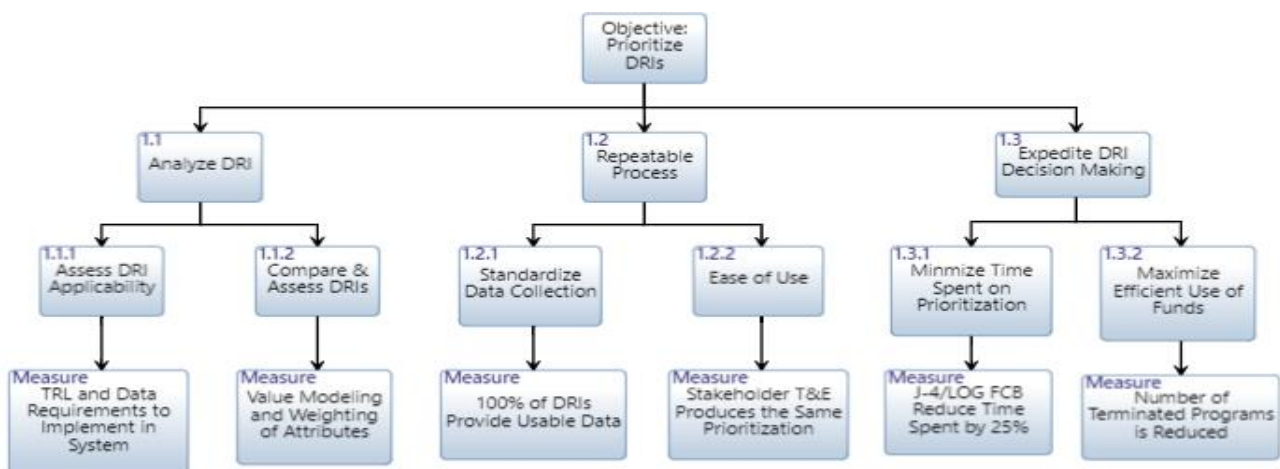 Objective:
Prioritize
DRIs
1.1
Analyze DRI
1.2
Repeatable
Process
1.3
Expedite DRI
Decision Making
1.1.1
Assess DRI
Applicability
1.1.2
Compare &
Assess DRIs
1.2.1
Standardize
Data Collection
1.2.2
Ease of Use
1.3.1
Minmize Time
Spent on
Prioritization
1.3.2
Maximize
Efficient Use of
Funds
Measure
TRL and Data
Requirements to
Implement in
System
Measure
Value Modeling
and Weighting
of Attributes
Measure
100% of DRIs
Provide Usable Data
Measure
Stakeholder T&E
Produces the Same
Prioritization
Measure
J-4/LOG FCB
Reduce Time
Spent by 25%
Measure
Number of
Terminated Programs
is Reduced